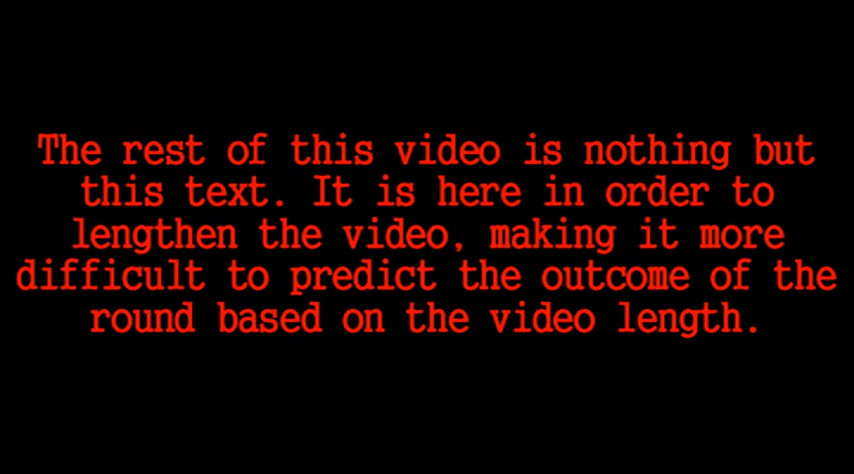 The rest of this video is nothing but
this text. It is here in order to
lengthen the video, making it more
difficult to predict the outcome of the
round based on the video length.